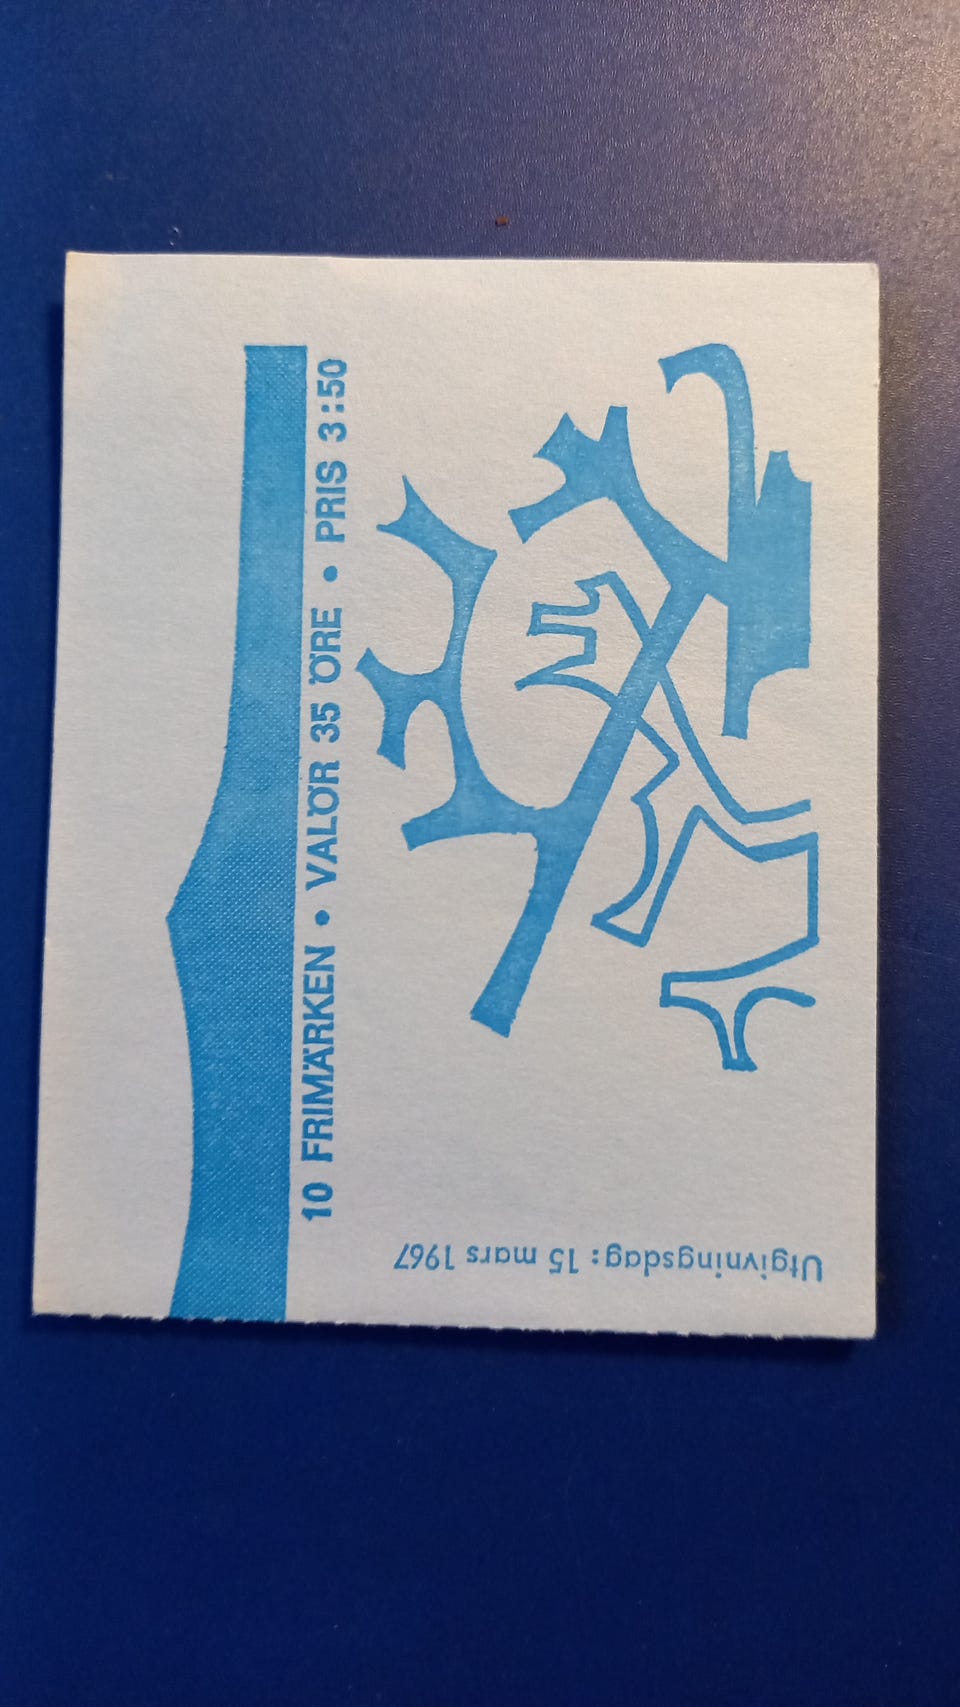 10 FRIMÄRKEN • VALÖR 35 ÖRE • PRIS 3:50
Utgivningsdag: 15 mars 1967